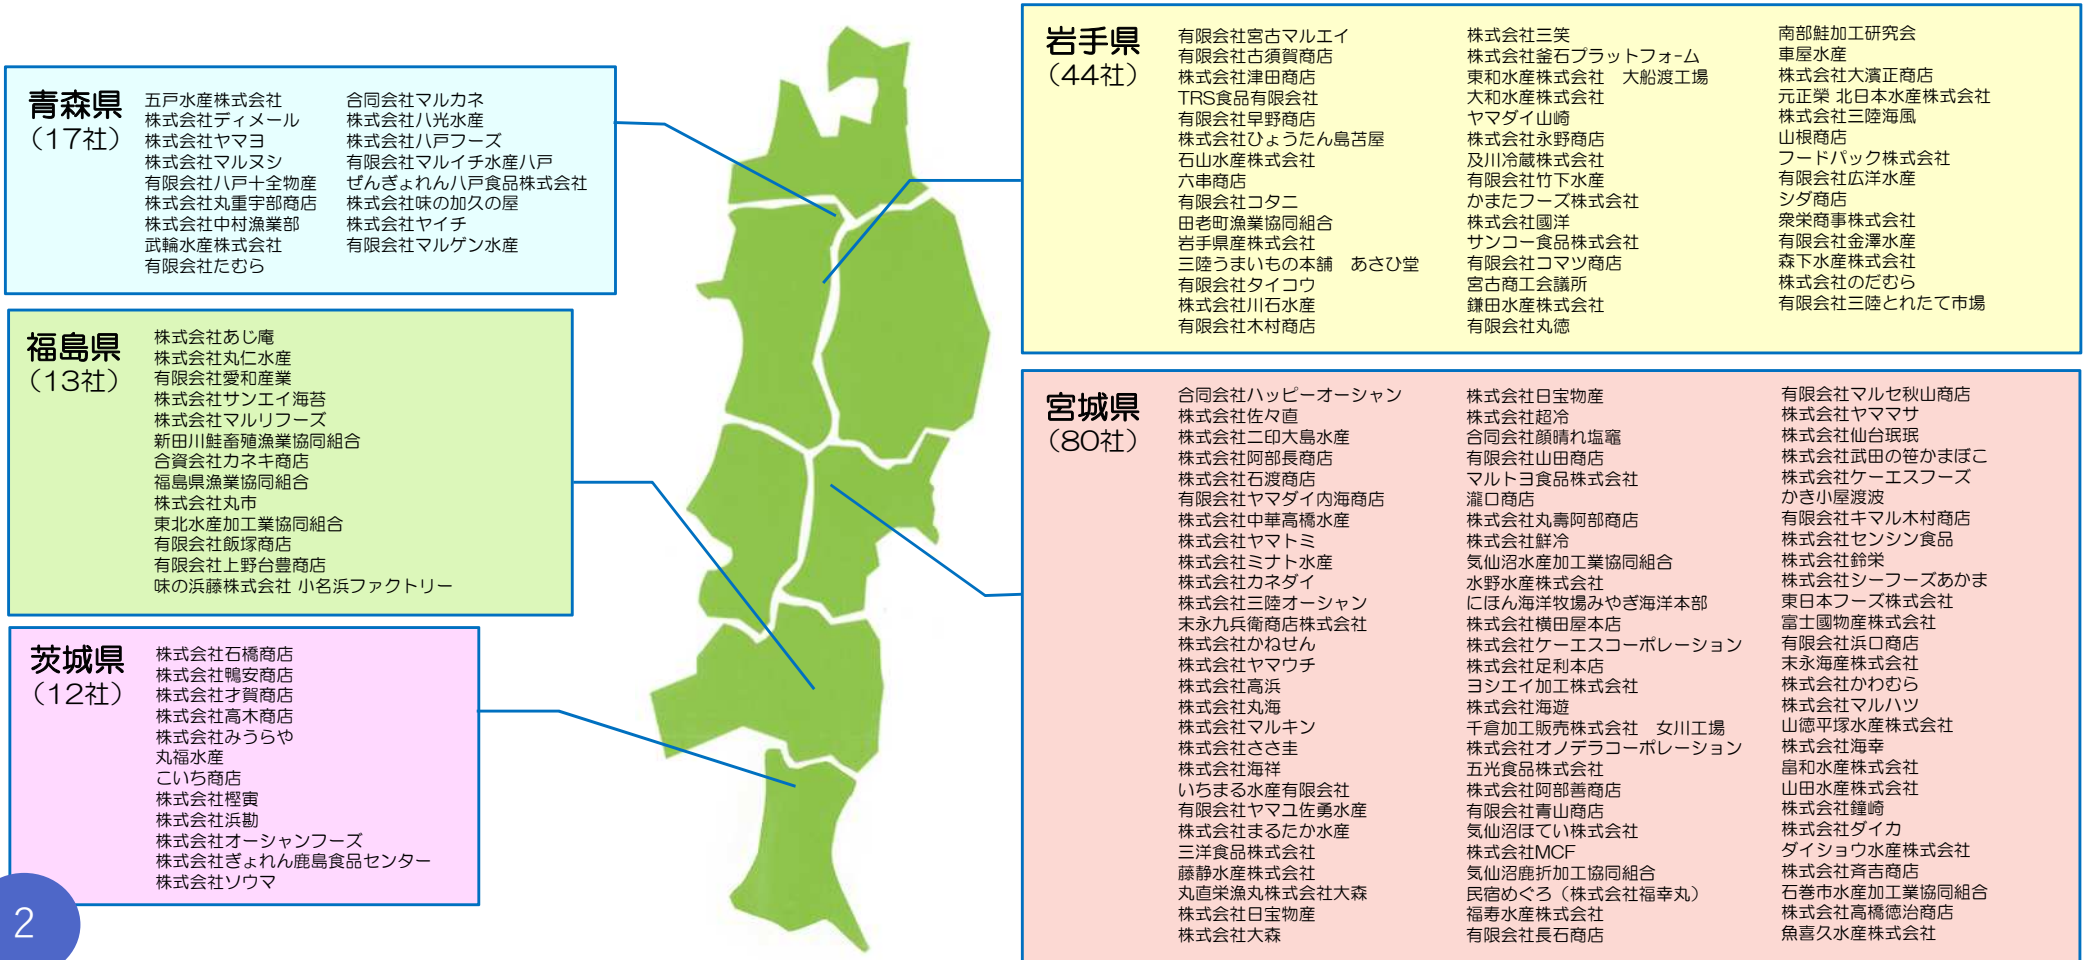 青森県
（17社）
五戸水産株式会社
株式会社ディメール
株式会社ヤマヨ
株式会社マルヌシ
有限会社八戸十全物産
株式会社丸重宇部商店
株式会社中村漁業部
武輪水産株式会社
有限会社たむら
合同会社マルカネ
株式会社八光水産
株式会社八戸フーズ
有限会社マルイチ水産八戸
ぜんぎょれん八戸食品株式会社
株式会社味の加久の屋
株式会社ヤイチ
有限会社マルゲン水産
福島県
（13社）
株式会社あじ庵
株式会社丸仁水産
有限会社愛和産業
株式会社サンエイ海苔
株式会社マルリフーズ
新田川鮭畜殖漁業協同組合
合資会社カネキ商店
福島県漁業協同組合
株式会社丸市
東北水産加工業協同組合
有限会社飯塚商店
有限会社上野台豊商店
味の浜藤株式会社 小名浜ファクトリー
茨城県
（12社）
株式会社石橋商店
株式会社鴨安商店
株式会社才賀商店
株式会社高木商店
株式会社みうらや
丸福水産
こいち商店
株式会社樫寅
株式会社浜勘
株式会社オーシャンフーズ
株式会社ぎょれん鹿島食品センター
株式会社ソウマ
岩手県
（44社）
有限会社宮古マルエイ
有限会社古須賀商店
株式会社津田商店
TRS食品有限会社
有限会社早野商店
株式会社ひょうたん島苫屋
石山水産株式会社
六串商店
有限会社コタニ
田老町漁業協同組合
岩手県産株式会社
三陸うまいもの本舗　あさひ堂
有限会社タイコウ
株式会社川石水産
有限会社木村商店
株式会社三笑
株式会社釜石プラットフォーム
東和水産株式会社　大船渡工場
大和水産株式会社
ヤマダイ山崎
株式会社永野商店
及川冷蔵株式会社
有限会社竹下水産
かまたフーズ株式会社
株式会社國洋
サンコー食品株式会社
有限会社コマツ商店
宮古商工会議所
鎌田水産株式会社
有限会社丸徳
南部鮭加工研究会
車屋水産
株式会社大濱正商店
元正榮 北日本水産株式会社
株式会社三陸海風
山根商店
フードパック株式会社
有限会社広洋水産
シダ商店
衆栄商事株式会社
有限会社金澤水産
森下水産株式会社
株式会社のだむら
有限会社三陸とれたて市場
宮城県
（80社）
合同会社ハッピーオーシャン
株式会社佐々直
株式会社二印大島水産
株式会社阿部長商店
株式会社石渡商店
有限会社ヤマダイ内海商店
株式会社中華高橋水産
株式会社ヤマトミ
株式会社ミナト水産
株式会社カネダイ
株式会社三陸オーシャン
末永九兵衛商店株式会社
株式会社かねせん
株式会社ヤマウチ
株式会社高浜
株式会社丸海
株式会社マルキン
株式会社ささ圭
株式会社海祥
いちまる水産有限会社
有限会社ヤマユ佐勇水産
株式会社まるたか水産
三洋食品株式会社
藤静水産株式会社
丸直栄漁丸株式会社大森
株式会社日宝物産
株式会社大森
株式会社日宝物産
株式会社超冷
合同会社顔晴れ塩竈
有限会社山田商店
マルトヨ食品株式会社
瀧口商店
株式会社丸壽阿部商店
株式会社鮮冷
気仙沼水産加工業協同組合
水野水産株式会社
にほん海洋牧場みやぎ海洋本部
株式会社横田屋本店
株式会社ケーエスコーポレーション
株式会社足利本店
ヨシエイ加工株式会社
株式会社海遊
千倉加工販売株式会社　女川工場
株式会社オノデラコーポレーション
五光食品株式会社
株式会社阿部善商店
有限会社青山商店
気仙沼ほてい株式会社
株式会社MCF
気仙沼鹿折加工協同組合
民宿めぐろ（株式会社福幸丸）
福寿水産株式会社
有限会社長石商店
有限会社マルセ秋山商店
株式会社ヤママサ
株式会社仙台珉珉
株式会社武田の笹かまぼこ
株式会社ケーエスフーズ
かき小屋渡波
有限会社キマル木村商店
株式会社センシン食品
株式会社鈴栄
株式会社シーフーズあかま
東日本フーズ株式会社
富士國物産株式会社
有限会社浜口商店
末永海産株式会社
株式会社かわむら
株式会社マルハツ
山徳平塚水産株式会社
株式会社海幸
畠和水産株式会社
山田水産株式会社
株式会社鐘崎
株式会社ダイカ
ダイショウ水産株式会社
株式会社斉吉商店
石巻市水産加工業協同組合
株式会社高橋徳治商店
魚喜久水産株式会社
2